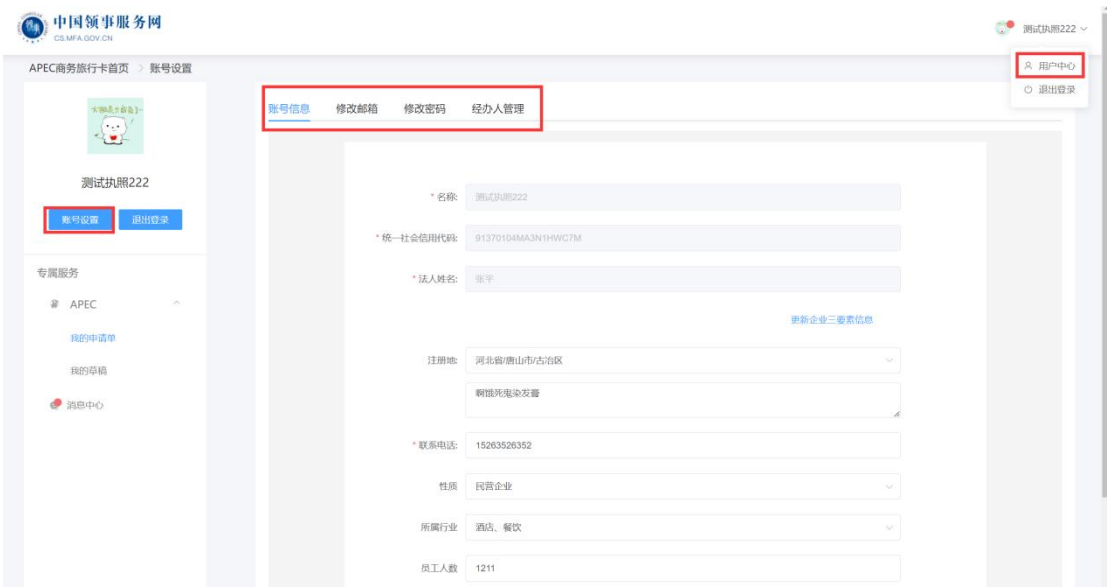 中国领事服务网
CS.MFA.GOV.CN
测试执照222
APEC商务旅行卡首页 > 账号设置
用户中心
退出登录
测试执照222
账号设置 退出登录
专属服务
APEC
我的申请单
我的草稿
消息中心
账号信息 修改邮箱 修改密码 经办人管理
* 名称: 测试执照222
* 统一社会信用代码: 91370104MA3N1HWC7M
* 法人姓名: 张平
更新企业三要素信息
注册地: 河北省/唐山市/古冶区
啊饿死鬼染发膏
* 联系电话: 15263526352
性质 民营企业
所属行业 酒店、餐饮
员工人数 1211